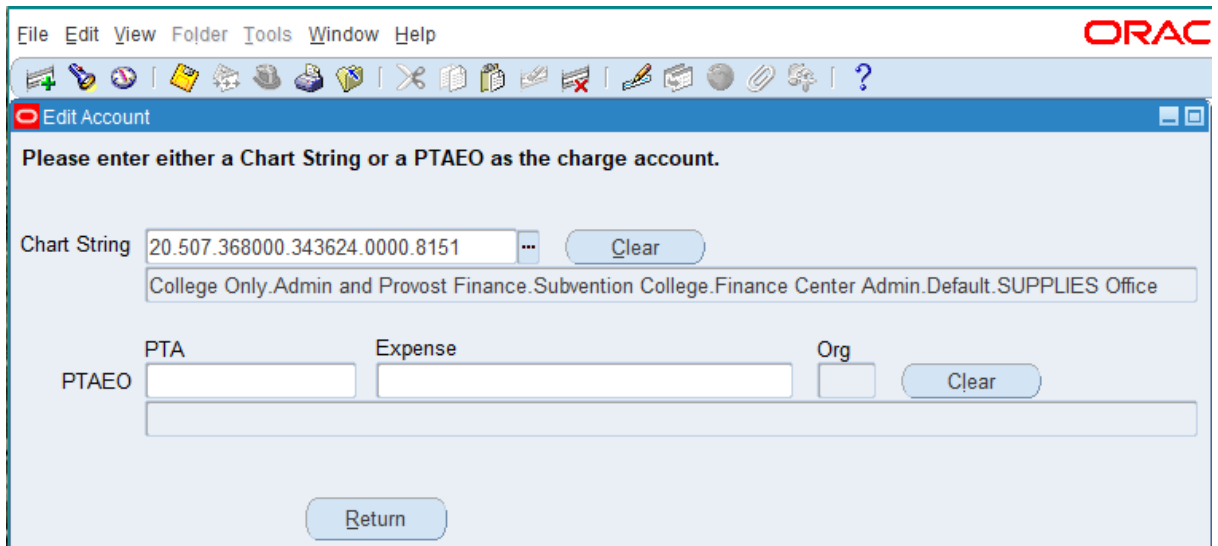 File Edit View Folder Tools Window Help
ORAC
?
Edit Account
Please enter either a Chart String or a PTAEO as the charge account.
Chart String 20.507.368000.343624.0000.8151 ... Clear
College Only.Admin and Provost Finance.Subvention College.Finance Center Admin.Default.SUPPLIES Office
PTA Expense Org
PTAEO Clear
Return